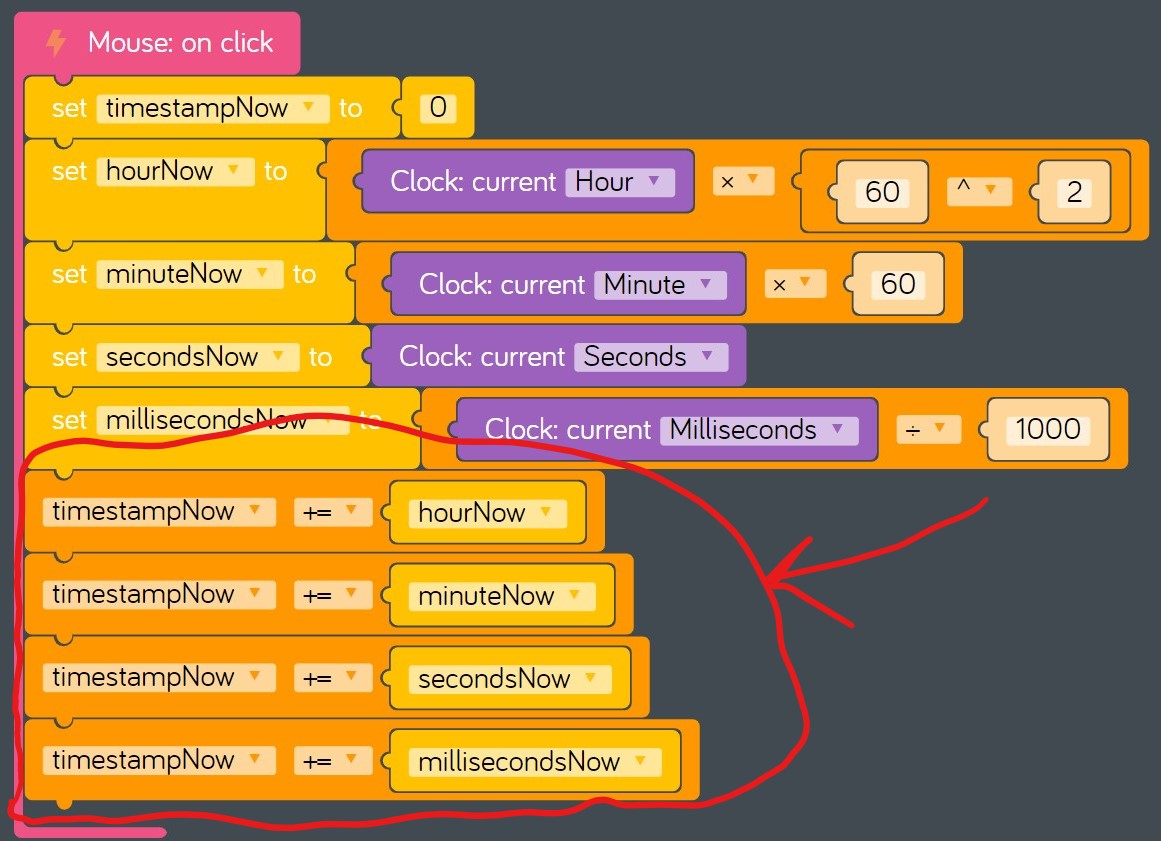 Mouse: on click
set timestampNow to 0
set hourNow to Clock: current Hour × 60 ^ 2
set minuteNow to Clock: current Minute × 60
set secondsNow to Clock: current Seconds
set millisecondsNow to Clock: current Milliseconds ÷ 1000
timestampNow += hourNow
timestampNow += minuteNow
timestampNow += secondsNow
timestampNow += millisecondsNow